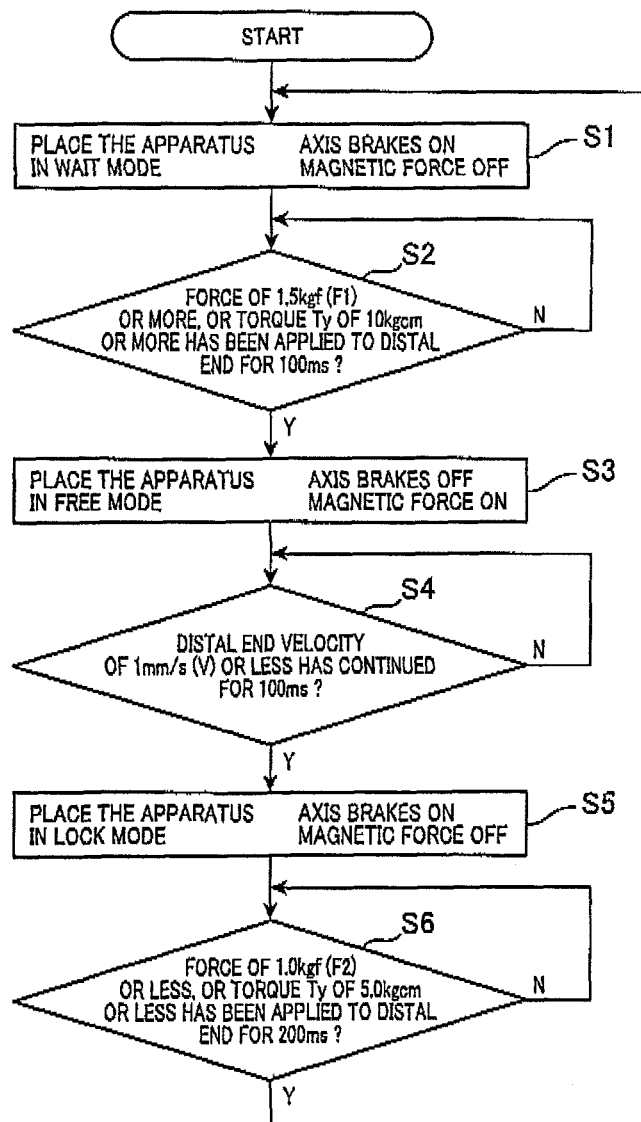 START
PLACE THE APPARATUS AXIS BRAKES ON
IN WAIT MODE MAGNETIC FORCE OFF
S1
S2
FORCE OF 1.5kgf (F1)
OR MORE, OR TORQUE Ty OF 10kgcm
OR MORE HAS BEEN APPLIED TO DISTAL
END FOR 100ms ?
N
Y
PLACE THE APPARATUS AXIS BRAKES OFF
IN FREE MODE MAGNETIC FORCE ON
S3
S4
DISTAL END VELOCITY
OF 1mm/s (V) OR LESS HAS CONTINUED
FOR 100ms ?
N
Y
PLACE THE APPARATUS AXIS BRAKES ON
IN LOCK MODE MAGNETIC FORCE OFF
S5
S6
FORCE OF 1.0kgf (F2)
OR LESS, OR TORQUE Ty OF 5.0kgcm
OR LESS HAS BEEN APPLIED TO DISTAL
END FOR 200ms ?
N
Y